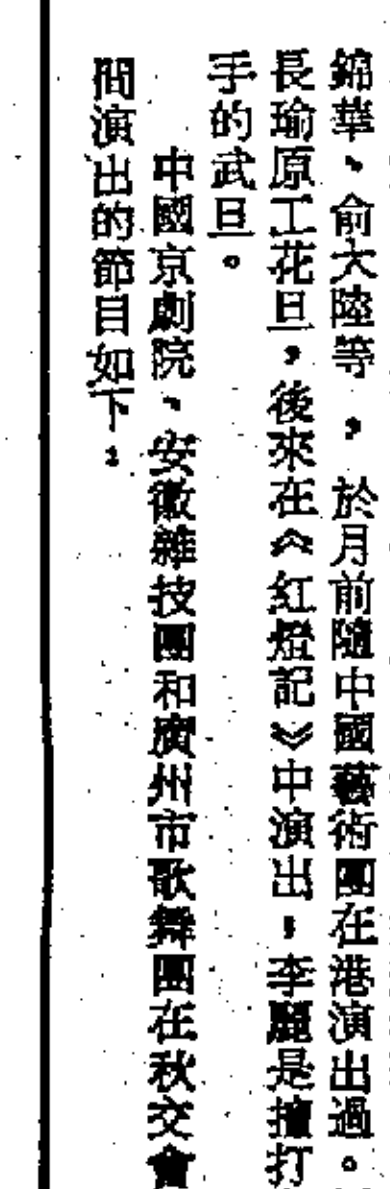 錦華、俞大陸等，於月前隨中國藝術團在港演出過。
長瑜原工花旦，後來在《紅燈記》中演出，李麗是擅打
手的武旦。
中國京劇院、安徽雜技團和廣州市歌舞團在秋交會
間演出的節目如下：